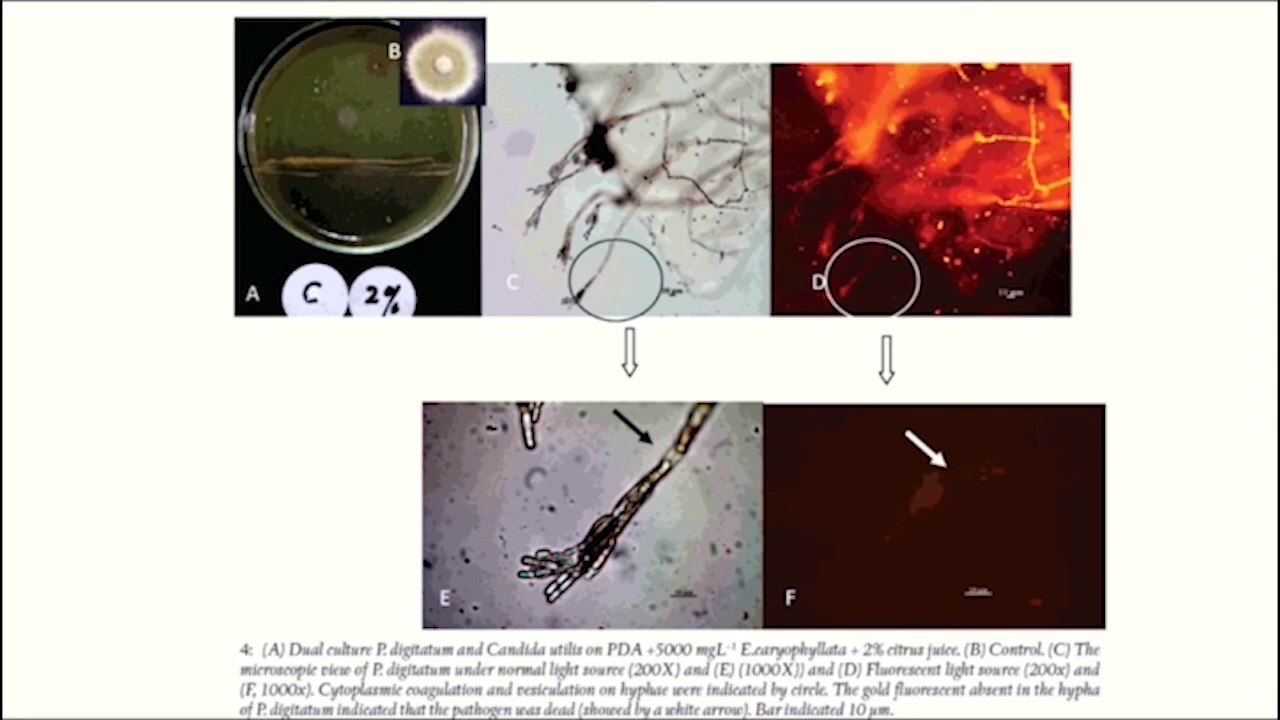 B
A
C
2%
C
D
E
F
4: (A) Dual culture P. digitatum and Candida utilis on PDA +5000 mgL⁻¹ E.caryophyllata + 2% citrus juice. (B) Control. (C) The
microscopic view of P. digitatum under normal light source (200X) and (E) (1000X)) and (D) Fluorescent light source (200x) and
(F, 1000x). Cytoplasmic coagulation and vesiculation on hyphae were indicated by circle. The gold fluorescent absent in the hypha
of P. digitatum indicated that the pathogen was dead (showed by a white arrow). Bar indicated 10 µm.